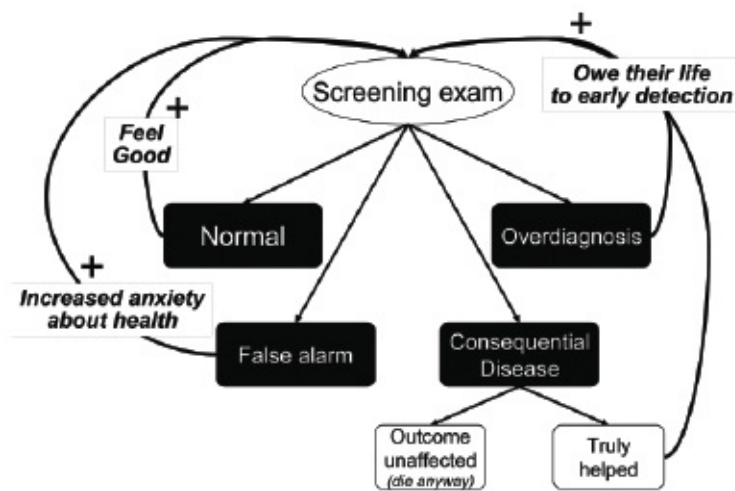 +
Owe their life
to early detection
Screening exam
+
Feel
Good
Normal
Overdiagnosis
+
Increased anxiety
about health
False alarm
Consequential
Disease
Outcome
unaffected
(die anyway)
Truly
helped